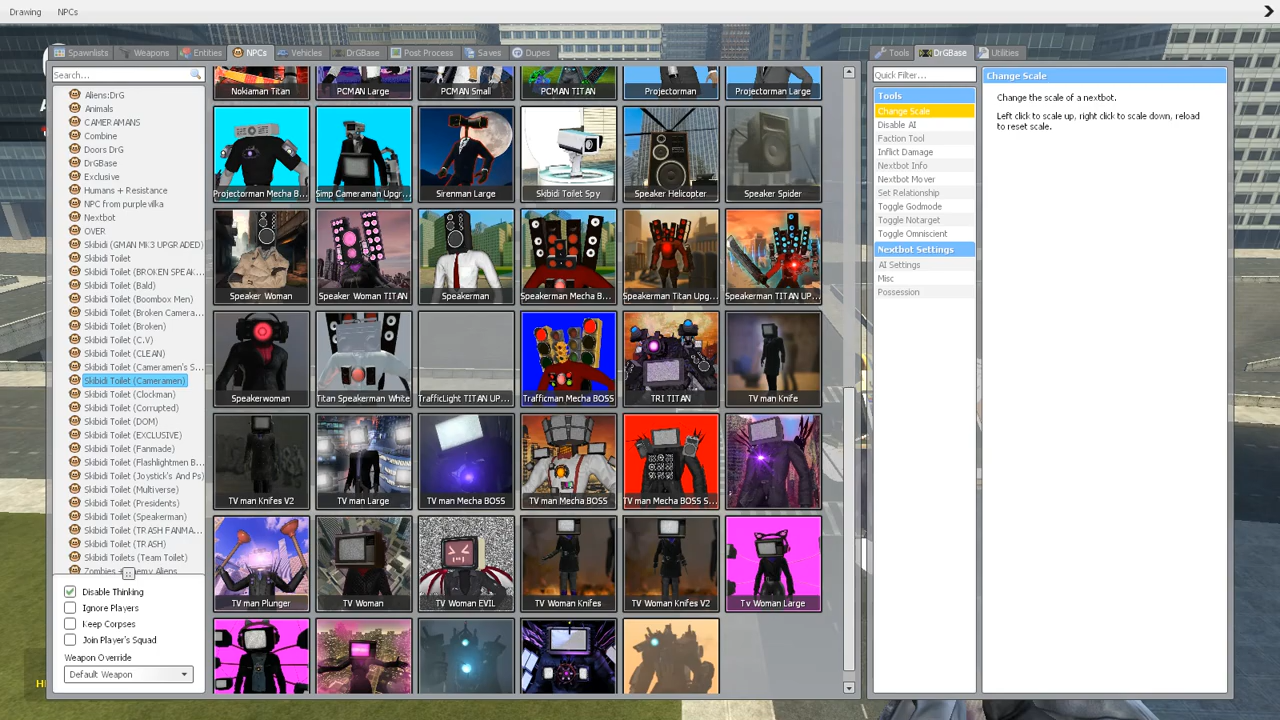 Drawing NPCs
Spawnlists Weapons Entities NPCs Vehicles DrGBase Post Process Saves Dupes
Search...
Aliens:DrG
Animals
CAMERAMANS
Combine
Doors DrG
DrGBase
Exclusive
Humans + Resistance
NPC from purplevilka
Nextbot
OVER
Skibidi (GMAN MK3 UPGRADED)
Skibidi Toilet
Skibidi Toilet (BROKEN SPEAK...
Skibidi Toilet (Bald)
Skibidi Toilet (Boombox Men)
Skibidi Toilet (Broken Camera...
Skibidi Toilet (Broken)
Skibidi Toilet (C.V)
Skibidi Toilet (CLEAN)
Skibidi Toilet (Cameramen's S...
Skibidi Toilet (Cameramen)
Skibidi Toilet (Clockman)
Skibidi Toilet (Corrupted)
Skibidi Toilet (DOM)
Skibidi Toilet (EXCLUSIVE)
Skibidi Toilet (Fanmade)
Skibidi Toilet (Flashlightmen B...
Skibidi Toilet (Joystick's And Ps)
Skibidi Toilet (Multiverse)
Skibidi Toilet (Presidents)
Skibidi Toilet (Speakerman)
Skibidi Toilet (TRASH FANMA...
Skibidi Toilet (TRASH)
Skibidi Toilets (Team Toilet)
Disable Thinking
Ignore Players
Keep Corpses
Join Player's Squad
Weapon Override
Default Weapon
Nokiaman Titan PCMAN Large PCMAN Small PCMAN TITAN Projectorman Projectorman Large
Projectorman Mecha B... Simp Cameraman Upgr... Sirenman Large Skibidi Toilet Spy Speaker Helicopter Speaker Spider
Speaker Woman Speaker Woman TITAN Speakerman Speakerman Mecha B... Speakerman Titan Upg... Speakerman TITAN UP...
Speakerwoman Titan Speakerman White TrafficLight TITAN UP... Trafficman Mecha BOSS TRI TITAN TV man Knife
TV man Knifes V2 TV man Large TV man Mecha BOSS TV man Mecha BOSS TV man Mecha BOSS S...
TV man Plunger TV Woman TV Woman EVIL TV Woman Knifes TV Woman Knifes V2 Tv Woman Large
Tools DrGBase Utilities
Quick Filter...
Tools
Change Scale
Disable AI
Faction Tool
Inflict Damage
Nextbot Info
Nextbot Mover
Set Relationship
Toggle Godmode
Toggle Notarget
Toggle Omniscient
Nextbot Settings
AI Settings
Misc
Possession
Change Scale
Change the scale of a nextbot.
Left click to scale up, right click to scale down, reload
to reset scale.